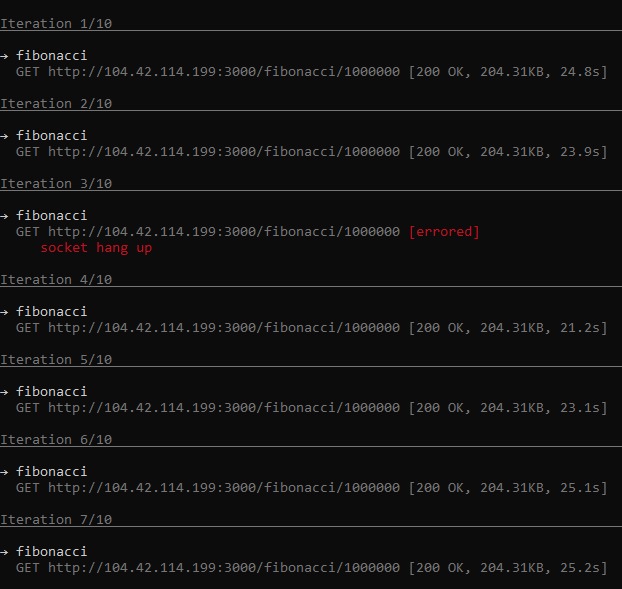 Iteration 1/10
→ fibonacci
GET http://104.42.114.199:3000/fibonacci/1000000 [200 OK, 204.31KB, 24.8s]
Iteration 2/10
→ fibonacci
GET http://104.42.114.199:3000/fibonacci/1000000 [200 OK, 204.31KB, 23.9s]
Iteration 3/10
→ fibonacci
GET http://104.42.114.199:3000/fibonacci/1000000 [errored]
socket hang up
Iteration 4/10
→ fibonacci
GET http://104.42.114.199:3000/fibonacci/1000000 [200 OK, 204.31KB, 21.2s]
Iteration 5/10
→ fibonacci
GET http://104.42.114.199:3000/fibonacci/1000000 [200 OK, 204.31KB, 23.1s]
Iteration 6/10
→ fibonacci
GET http://104.42.114.199:3000/fibonacci/1000000 [200 OK, 204.31KB, 25.1s]
Iteration 7/10
→ fibonacci
GET http://104.42.114.199:3000/fibonacci/1000000 [200 OK, 204.31KB, 25.2s]